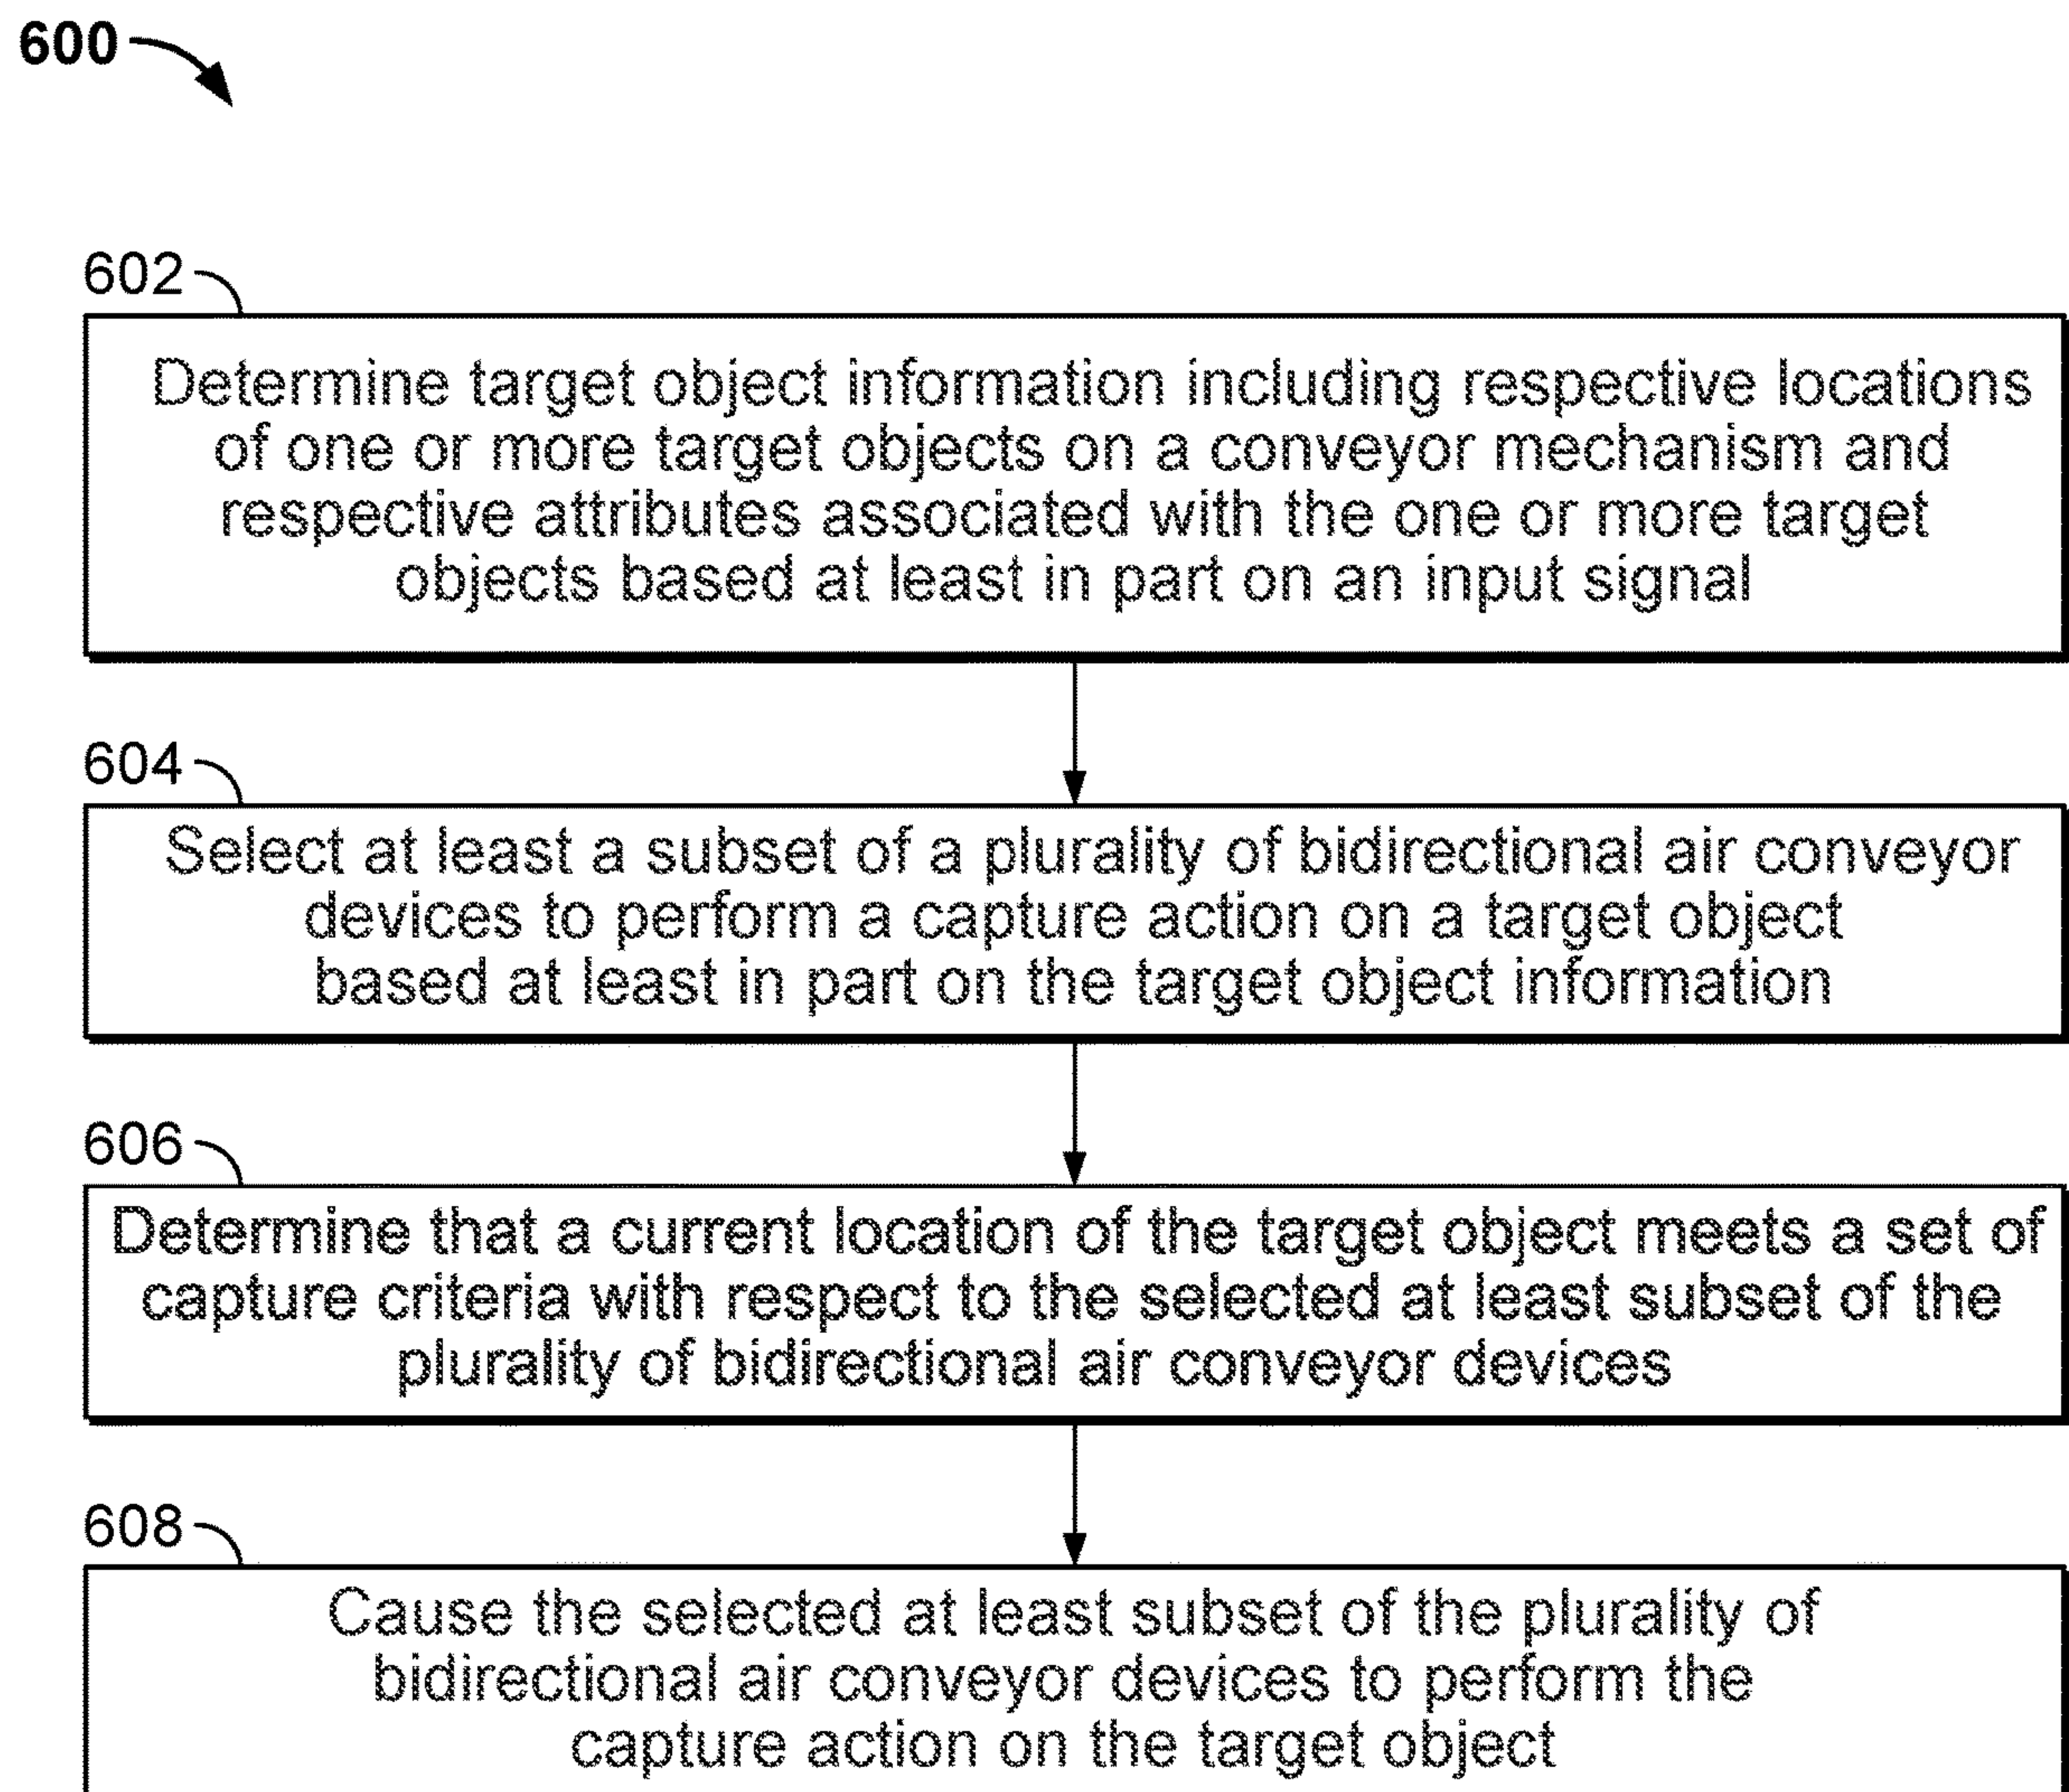 600
602
Determine target object information including respective locations
of one or more target objects on a conveyor mechanism and
respective attributes associated with the one or more target
objects based at least in part on an input signal
604
Select at least a subset of a plurality of bidirectional air conveyor
devices to perform a capture action on a target object
based at least in part on the target object information
606
Determine that a current location of the target object meets a set of
capture criteria with respect to the selected at least subset of the
plurality of bidirectional air conveyor devices
608
Cause the selected at least subset of the plurality of
bidirectional air conveyor devices to perform the
capture action on the target object